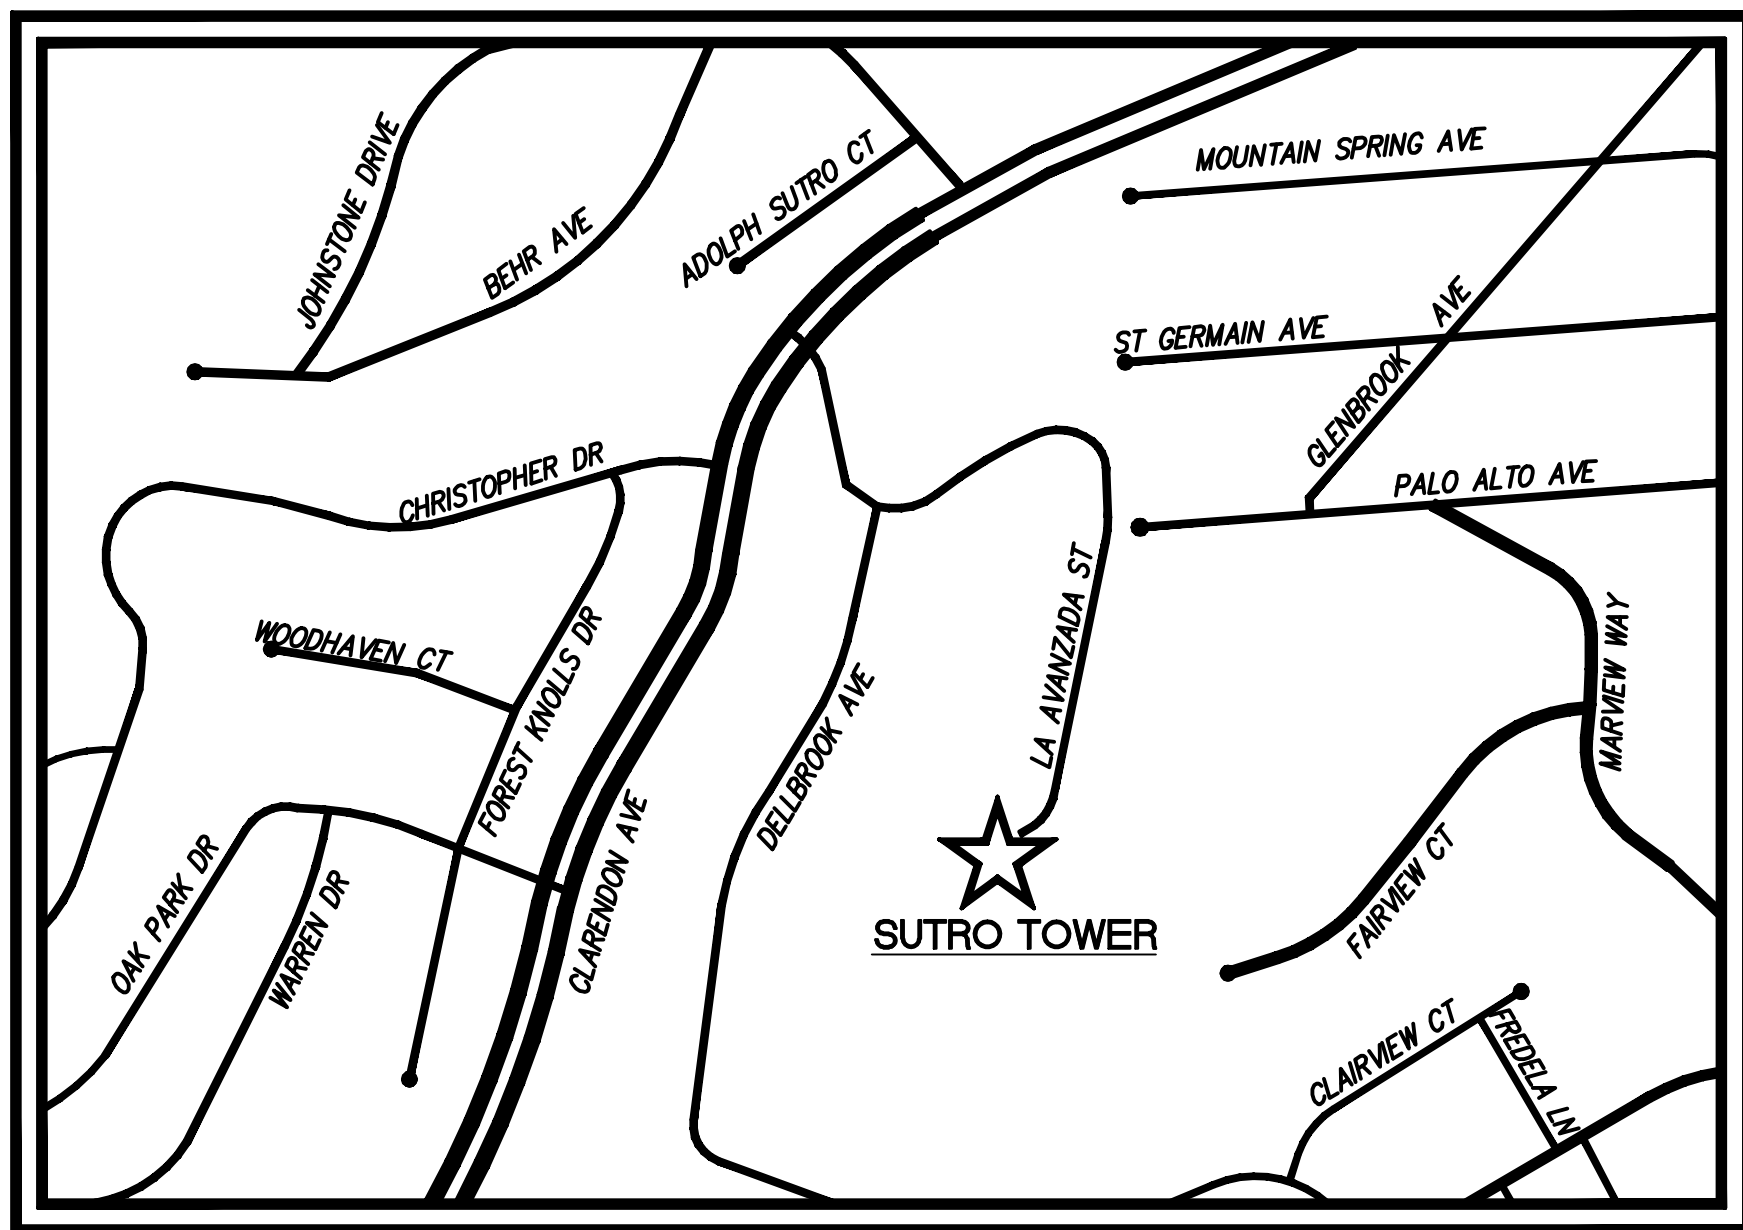 JOHNSTONE DRIVE
BEHR AVE
ADOLPH SUTRO CT
MOUNTAIN SPRING AVE
ST GERMAIN AVE
GLENBROOK AVE
PALO ALTO AVE
CHRISTOPHER DR
WOODHAVEN CT
FOREST KNOLLS DR
LA AVANZADA ST
MARVIEW WAY
DELLBROOK AVE
CLARENDON AVE
OAK PARK DR
WARREN DR
SUTRO TOWER
FAIRVIEW CT
CLAIRVIEW CT
FREDELA LN